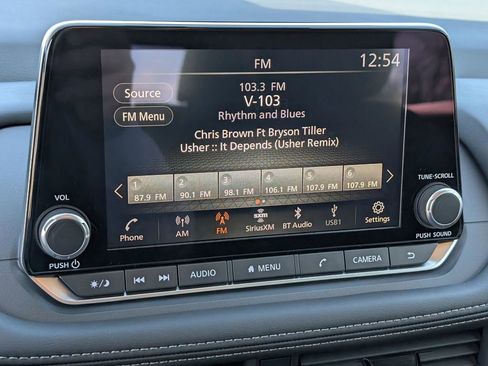 FM
12:54
Source
103.3 FM
V-103
FM Menu
Rhythm and Blues
Chris Brown Ft Bryson Tiller
Usher :: It Depends (Usher Remix)
1 2 3 4 5 6
87.9 FM 90.1 FM 98.1 FM 106.1 FM 107.9 FM 107.9 FM
VOL
TUNE·SCROLL
Phone AM FM SiriusXM BT Audio USB1 Settings
sxm
PUSH
PUSH SOUND
AUDIO MENU CAMERA